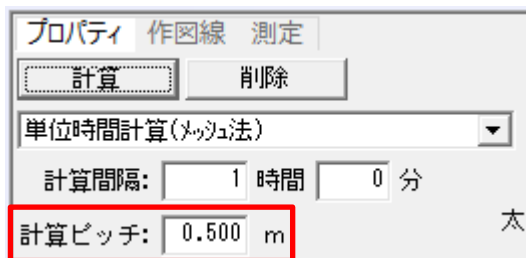 プロパティ 作図線 測定
計算 削除
単位時間計算(ﾒｯｼｭ法)
計算間隔: 1 時間 0 分
計算ピッチ: 0.500 m
太